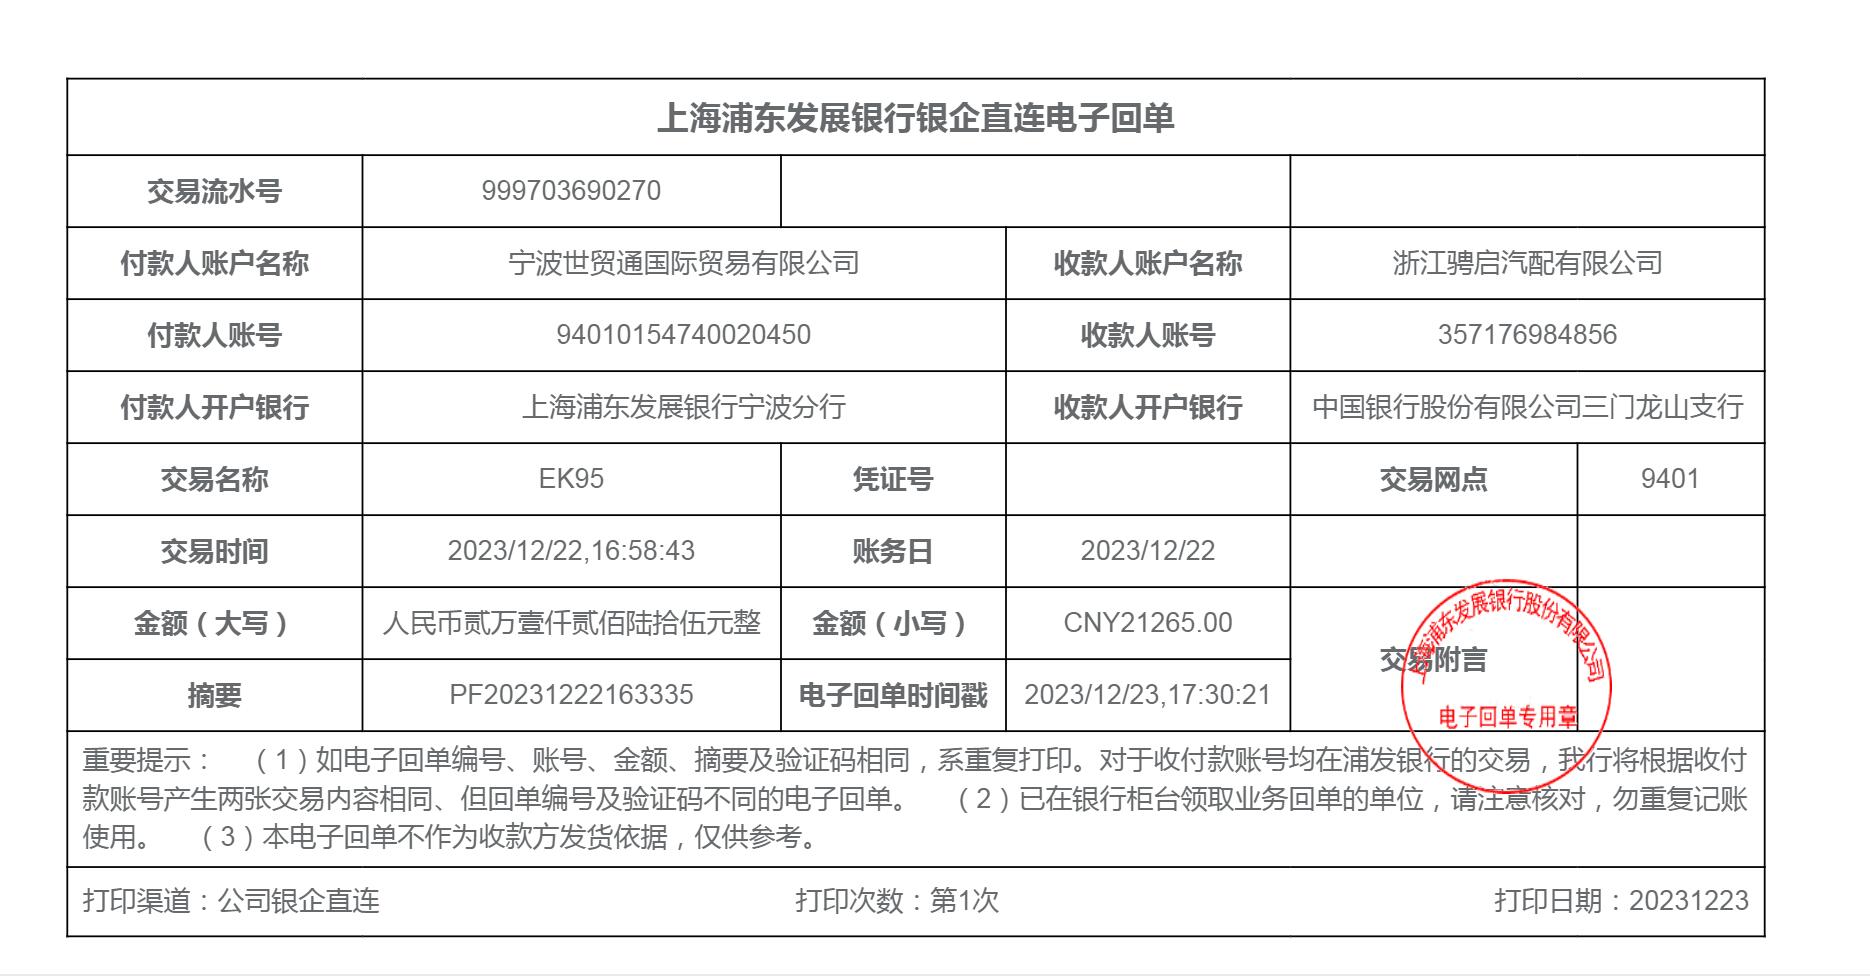 上海浦东发展银行银企直连电子回单
交易流水号 999703690270
付款人账户名称 宁波世贸通国际贸易有限公司 收款人账户名称 浙江骋启汽配有限公司
付款人账号 94010154740020450 收款人账号 357176984856
付款人开户银行 上海浦东发展银行宁波分行 收款人开户银行 中国银行股份有限公司三门龙山支行
交易名称 EK95 凭证号 交易网点 9401
交易时间 2023/12/22,16:58:43 账务日 2023/12/22
金额（大写） 人民币贰万壹仟贰佰陆拾伍元整 金额（小写） CNY21265.00
交易附言
摘要 PF20231222163335 电子回单时间戳 2023/12/23,17:30:21
上海浦东发展银行股份有限公司
电子回单专用章
重要提示： （1）如电子回单编号、账号、金额、摘要及验证码相同，系重复打印。对于收付款账号均在浦发银行的交易，我行将根据收付
款账号产生两张交易内容相同、但回单编号及验证码不同的电子回单。 （2）已在银行柜台领取业务回单的单位，请注意核对，勿重复记账
使用。 （3）本电子回单不作为收款方发货依据，仅供参考。
打印渠道：公司银企直连 打印次数：第1次 打印日期：20231223